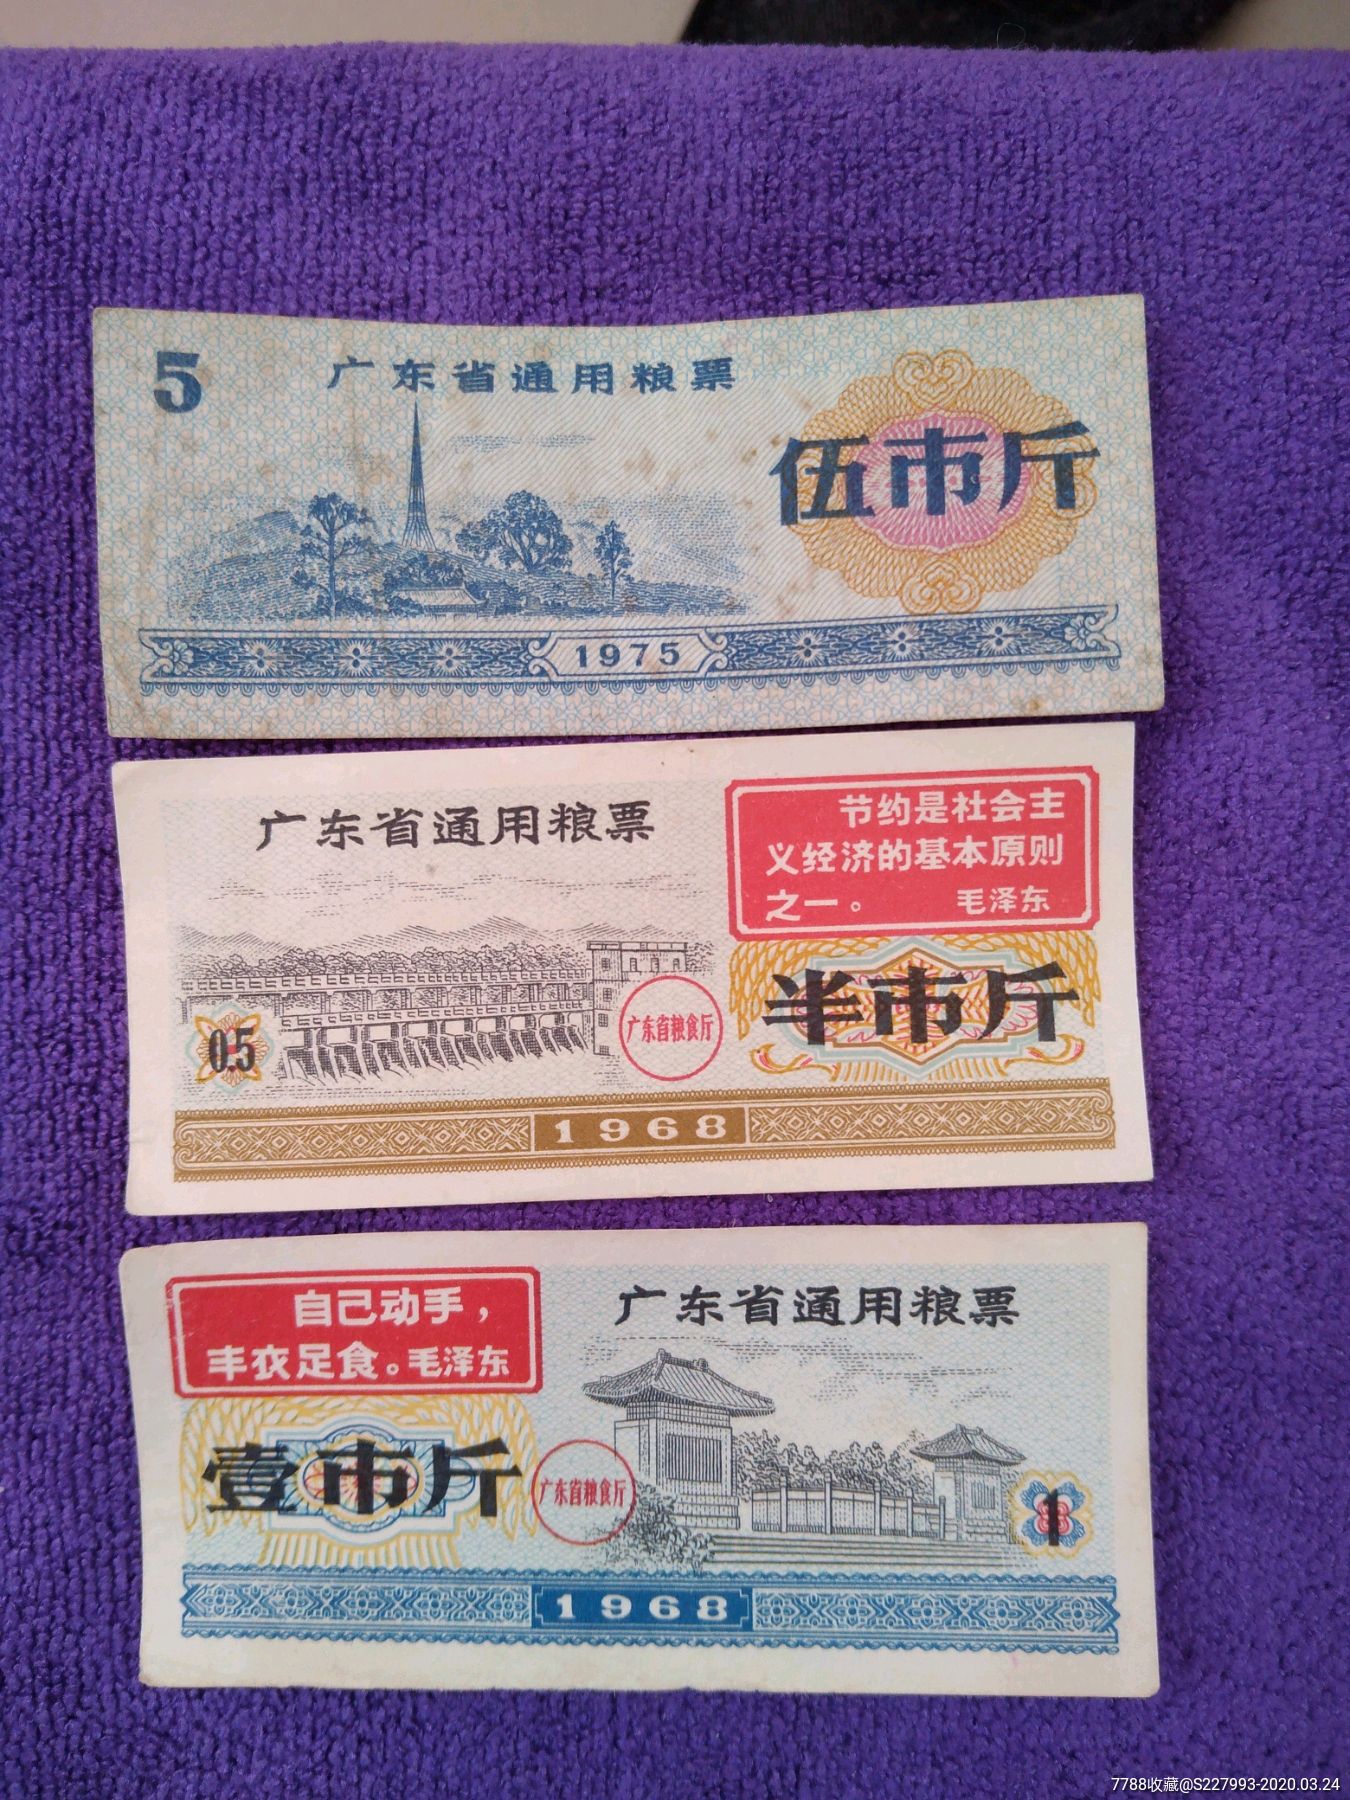 5
广东省通用粮票
伍市斤
1975
广东省通用粮票
节约是社会主
义经济的基本原则
之一。 毛泽东
半市斤
0.5
广东省粮食厅
1968
自己动手，
丰衣足食。毛泽东
广东省通用粮票
壹市斤
广东省粮食厅
1
1968
7788收藏@S227993-2020.03.24